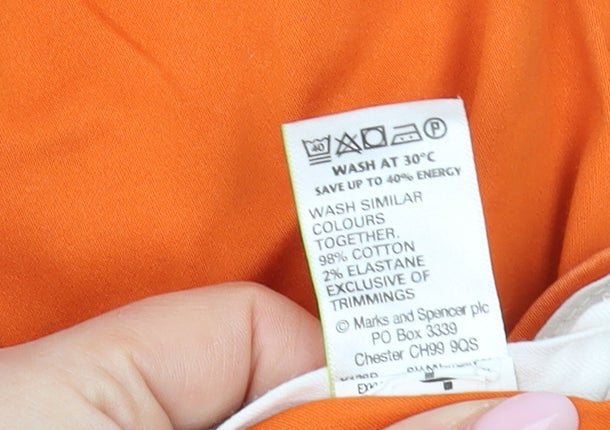 40 P
WASH AT 30°C
SAVE UP TO 40% ENERGY
WASH SIMILAR
COLOURS
TOGETHER.
98% COTTON
2% ELASTANE
EXCLUSIVE OF
TRIMMINGS
© Marks and Spencer plc
PO Box 3339
Chester CH99 9QS